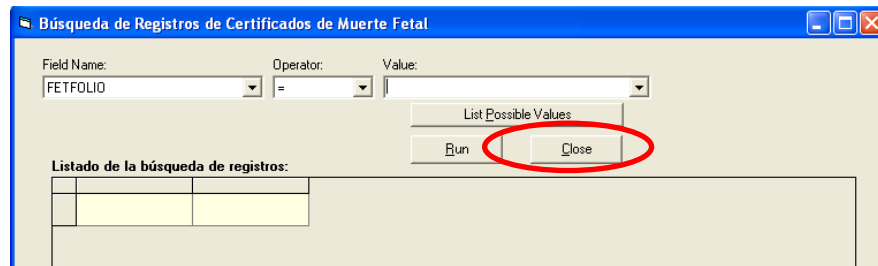 Búsqueda de Registros de Certificados de Muerte Fetal
Field Name: Operator: Value:
FETFOLIO =
List Possible Values
Run Close
Listado de la búsqueda de registros: